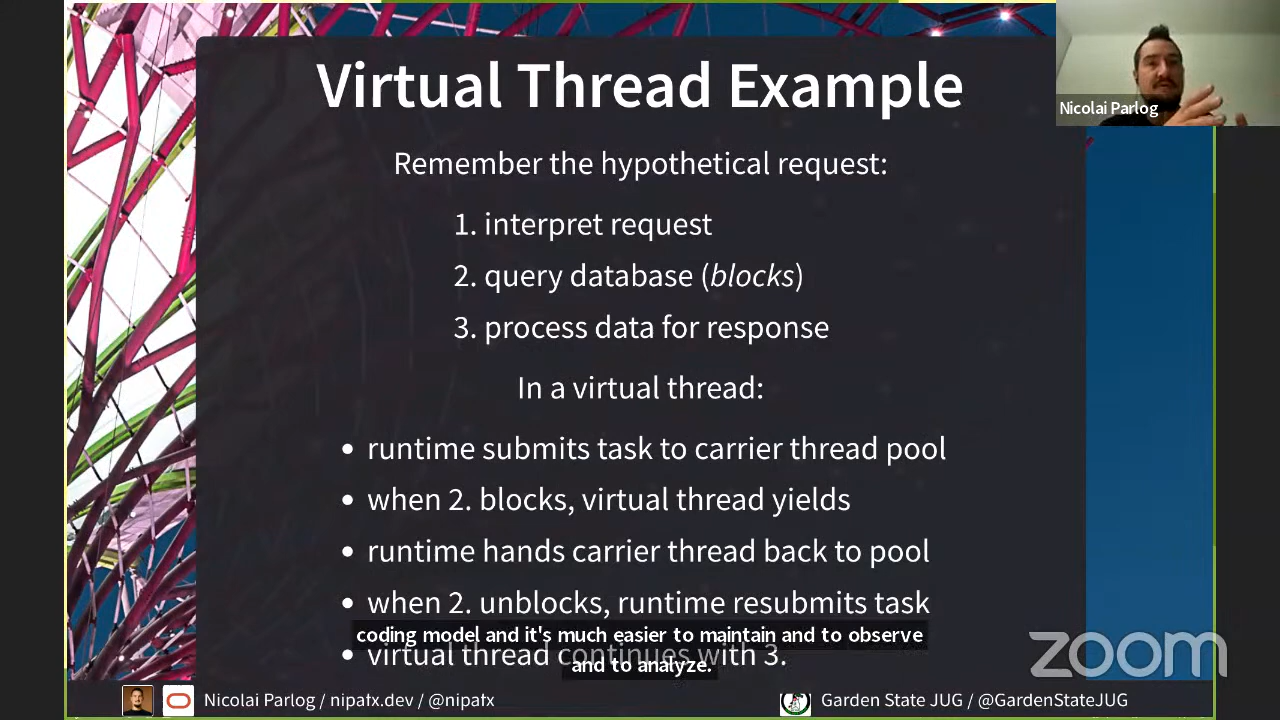 Virtual Thread Example
Nicolai Parlog
Remember the hypothetical request:
1. interpret request
2. query database (blocks)
3. process data for response
In a virtual thread:
• runtime submits task to carrier thread pool
• when 2. blocks, virtual thread yields
• runtime hands carrier thread back to pool
• when 2. unblocks, runtime resubmits task
coding model and it's much easier to maintain and to observe
and to analyze.
• virtual thread continues with 3.
zoom
Nicolai Parlog / nipafx.dev / @nipafx
Garden State JUG / @GardenStateJUG